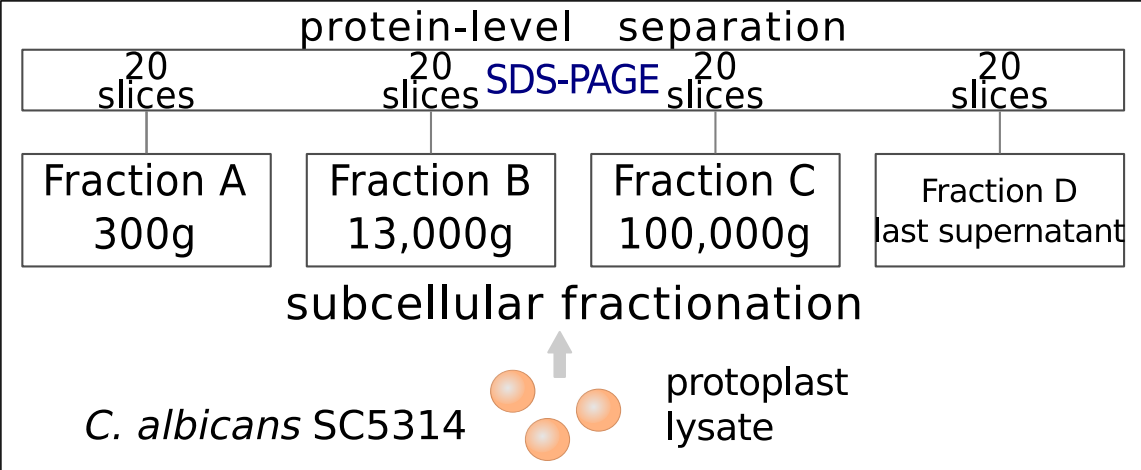 protein-level separation
20 slices
20 slices
SDS-PAGE
20 slices
20 slices
Fraction A
300g
Fraction B
13,000g
Fraction C
100,000g
Fraction D
last supernatant
subcellular fractionation
C. albicans SC5314
protoplast
lysate